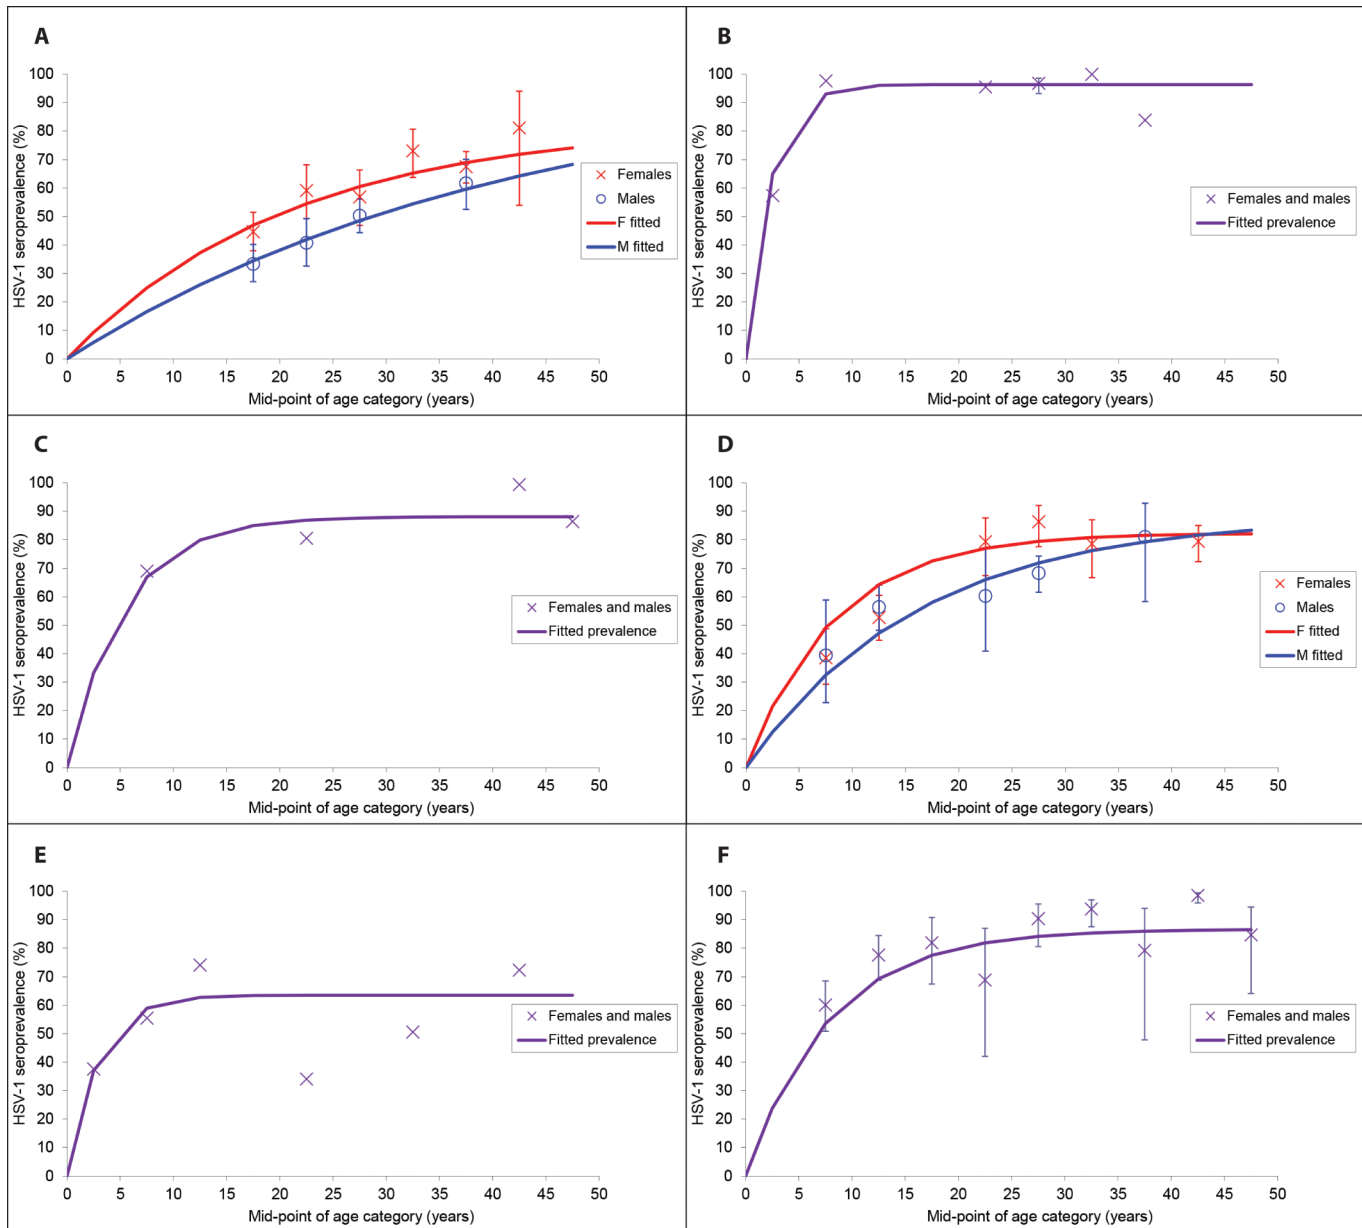 A
HSV-1 seroprevalence (%)
100
90
80
70
60
50
40
30
20
10
0
0 5 10 15 20 25 30 35 40 45 50
Mid-point of age category (years)
Females
Males
F fitted
M fitted
B
HSV-1 seroprevalence (%)
100
90
80
70
60
50
40
30
20
10
0
0 5 10 15 20 25 30 35 40 45 50
Mid-point of age category (years)
Females and males
Fitted prevalence
C
HSV-1 seroprevalence (%)
100
90
80
70
60
50
40
30
20
10
0
0 5 10 15 20 25 30 35 40 45 50
Mid-point of age category (years)
Females and males
Fitted prevalence
D
HSV-1 seroprevalence (%)
100
90
80
70
60
50
40
30
20
10
0
0 5 10 15 20 25 30 35 40 45 50
Mid-point of age category (years)
Females
Males
F fitted
M fitted
E
HSV-1 seroprevalence (%)
100
90
80
70
60
50
40
30
20
10
0
0 5 10 15 20 25 30 35 40 45 50
Mid-point of age category (years)
Females and males
Fitted prevalence
F
HSV-1 seroprevalence (%)
100
90
80
70
60
50
40
30
20
10
0
0 5 10 15 20 25 30 35 40 45 50
Mid-point of age category (years)
Females and males
Fitted prevalence